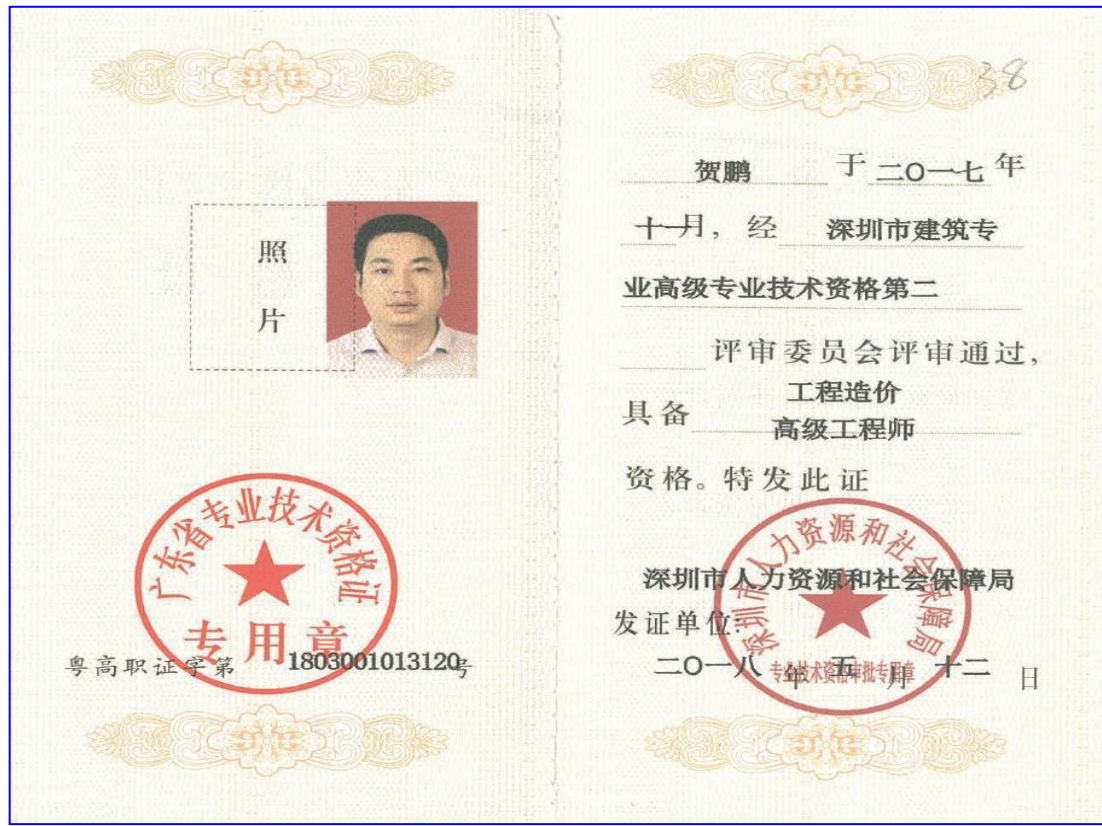 照
片
广东省专业技术资格证
专用章
粤高职证字第 1803001013120号
38
贺鹏 于 二〇一七 年
十一月，经 深圳市建筑专
业高级专业技术资格第二
评审委员会评审通过，
工程造价
具备
高级工程师
资格。特发此证
深圳市人力资源和社会保障局
深圳市人力资源和社会保障局
发证单位:
专业技术资格审批专用章
二〇一八 年 五 月 十二 日